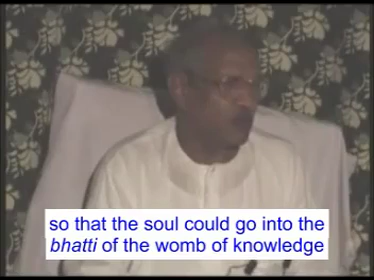 so that the soul could go into the
bhatti of the womb of knowledge